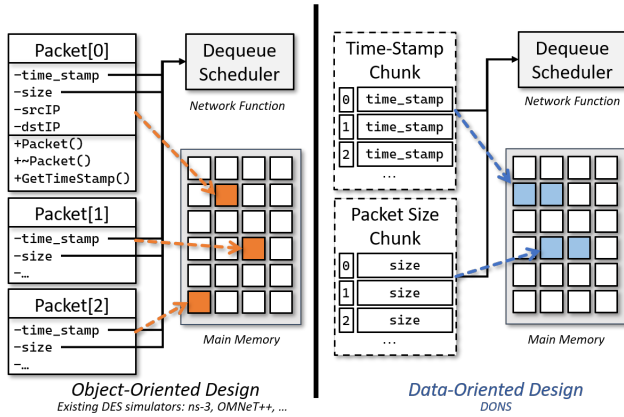 Packet[0]
-time_stamp
-size
-srcIP
-dstIP
+Packet()
+~Packet()
+GetTimeStamp()
Dequeue
Scheduler
Network Function
Packet[1]
-time_stamp
-size
-…
Packet[2]
-time_stamp
-size
-…
Main Memory
Object-Oriented Design
Existing DES simulators: ns-3, OMNeT++, …
Time-Stamp
Chunk
0 time_stamp
1 time_stamp
2 time_stamp
…
Dequeue
Scheduler
Network Function
Packet Size
Chunk
0 size
1 size
2 size
…
Main Memory
Data-Oriented Design
DONS